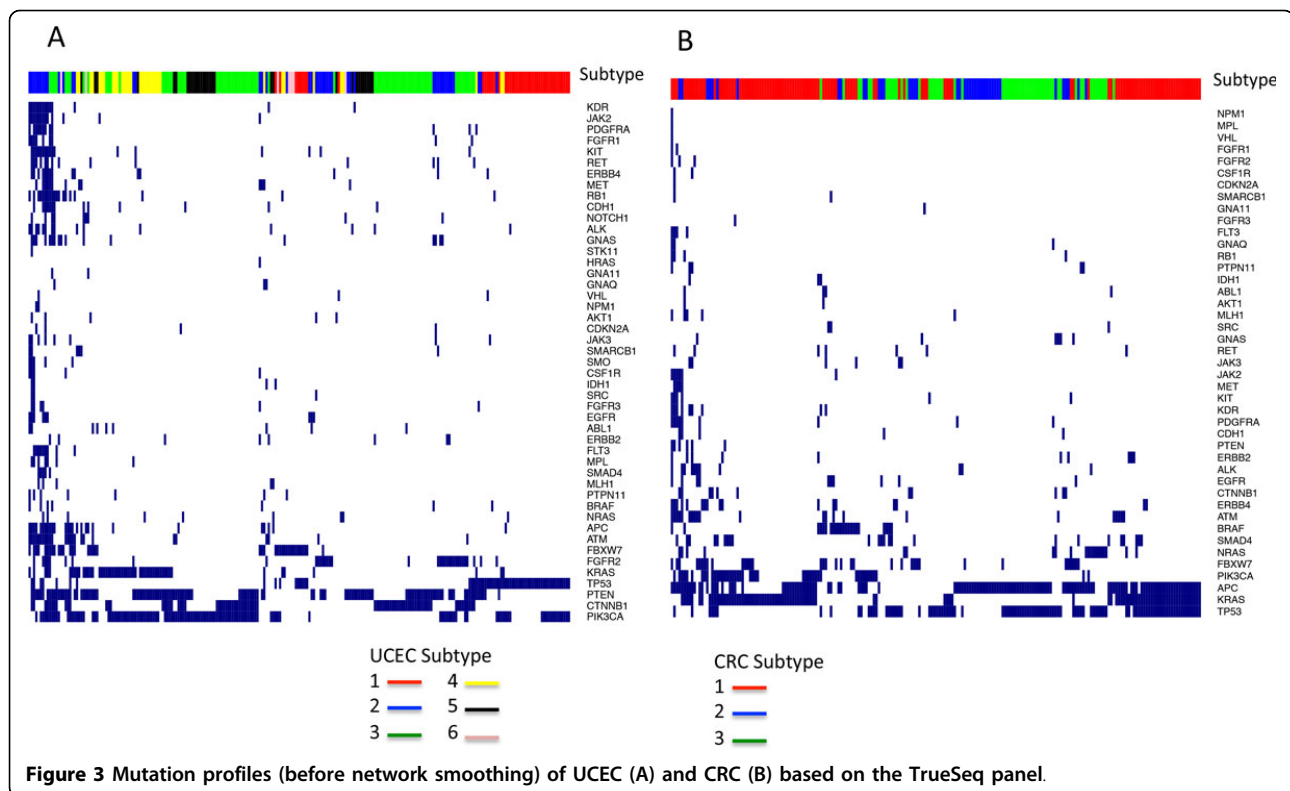 A
B
Subtype
KDR
JAK2
PDGFRA
FGFR1
KIT
RET
ERBB4
MET
RB1
CDH1
NOTCH1
ALK
GNAS
STK11
HRAS
GNA11
GNAQ
VHL
NPM1
AKT1
CDKN2A
JAK3
SMARCB1
SMO
CSF1R
IDH1
SRC
FGFR3
EGFR
ABL1
ERBB2
FLT3
MPL
SMAD4
MLH1
PTPN11
BRAF
NRAS
APC
ATM
FBXW7
FGFR2
KRAS
TP53
PTEN
CTNNB1
PIK3CA
Subtype
NPM1
MPL
VHL
FGFR1
FGFR2
CSF1R
CDKN2A
SMARCB1
GNA11
FGFR3
FLT3
GNAQ
RB1
PTPN11
IDH1
ABL1
AKT1
MLH1
SRC
GNAS
RET
JAK3
JAK2
MET
KIT
KDR
PDGFRA
CDH1
PTEN
ERBB2
ALK
EGFR
CTNNB1
ERBB4
ATM
BRAF
SMAD4
NRAS
FBXW7
PIK3CA
APC
KRAS
TP53
UCEC Subtype
1 4
2 5
3 6
CRC Subtype
1
2
3
Figure 3 Mutation profiles (before network smoothing) of UCEC (A) and CRC (B) based on the TrueSeq panel.